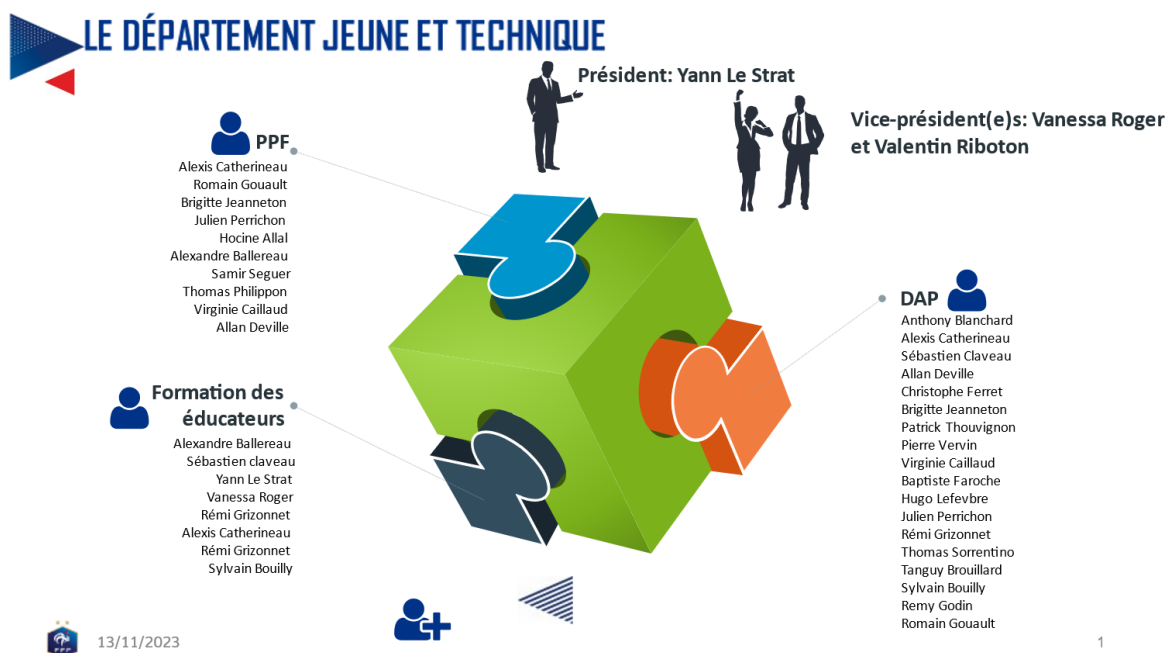 LE DÉPARTEMENT JEUNE ET TECHNIQUE
Président: Yann Le Strat
Vice-président(e)s: Vanessa Roger
et Valentin Riboton
PPF
Alexis Catherineau
Romain Gouault
Brigitte Jeanneton
Julien Perrichon
Hocine Allal
Alexandre Ballereau
Samir Seguer
Thomas Philippon
Virginie Caillaud
Allan Deville
Formation des
éducateurs
Alexandre Ballereau
Sébastien claveau
Yann Le Strat
Vanessa Roger
Rémi Grizonnet
Alexis Catherineau
Rémi Grizonnet
Sylvain Bouilly
DAP
Anthony Blanchard
Alexis Catherineau
Sébastien Claveau
Allan Deville
Christophe Ferret
Brigitte Jeanneton
Patrick Thouvignon
Pierre Vervin
Virginie Caillaud
Baptiste Faroche
Hugo Lefevbre
Julien Perrichon
Rémi Grizonnet
Thomas Sorrentino
Tanguy Brouillard
Sylvain Bouilly
Remy Godin
Romain Gouault
FFF
13/11/2023
1